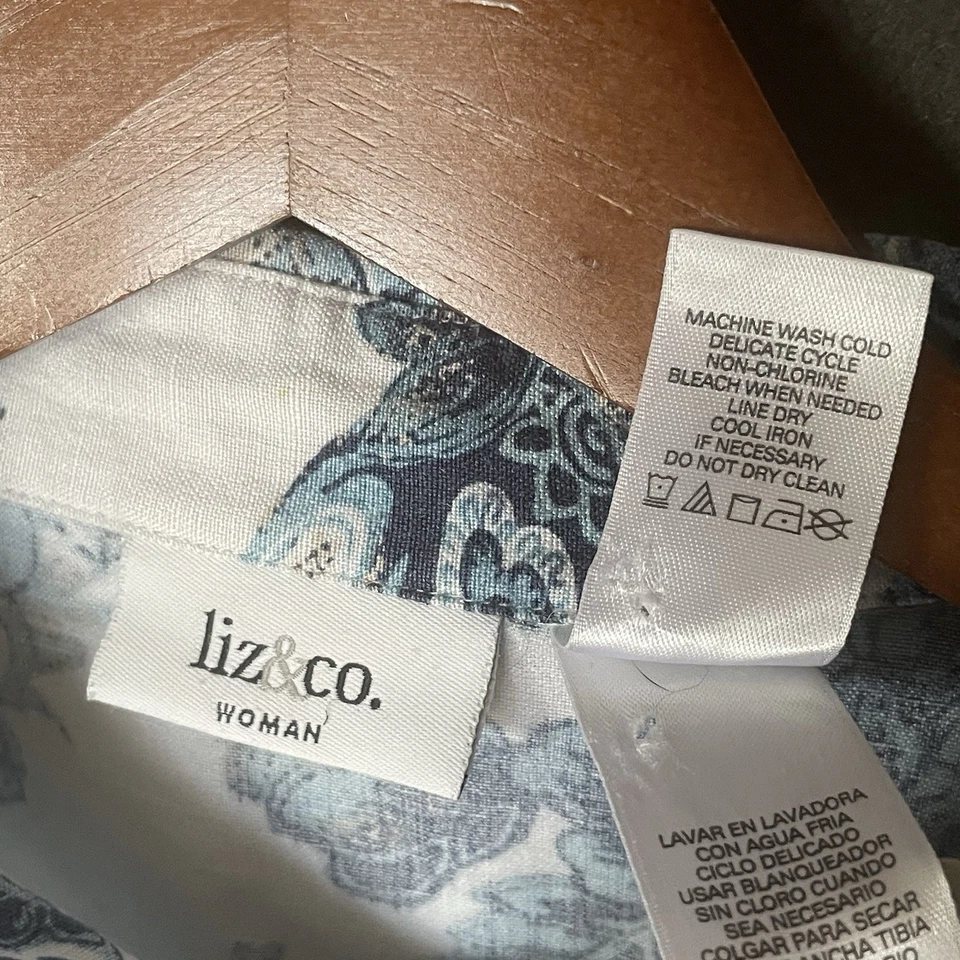 liz&co.
WOMAN
MACHINE WASH COLD
DELICATE CYCLE
NON-CHLORINE
BLEACH WHEN NEEDED
LINE DRY
COOL IRON
IF NECESSARY
DO NOT DRY CLEAN
LAVAR EN LAVADORA
CON AGUA FRIA
CICLO DELICADO
USAR BLANQUEADOR
SIN CLORO CUANDO
SEA NECESARIO
COLGAR PARA SECAR
TIBIA